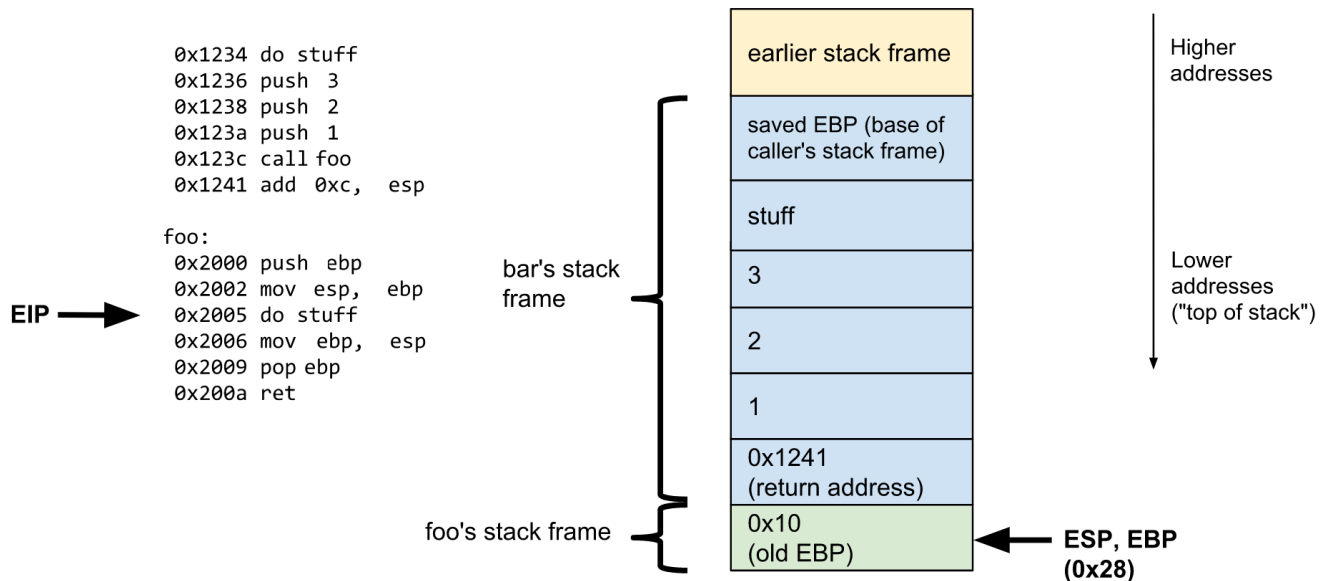 0x1234 do stuff
0x1236 push 3
0x1238 push 2
0x123a push 1
0x123c call foo
0x1241 add 0xc, esp
foo:
0x2000 push ebp
0x2002 mov esp, ebp
0x2005 do stuff
0x2006 mov ebp, esp
0x2009 pop ebp
0x200a ret
EIP
bar's stack
frame
foo's stack frame
earlier stack frame
saved EBP (base of
caller's stack frame)
stuff
3
2
1
0x1241
(return address)
0x10
(old EBP)
ESP, EBP
(0x28)
Higher
addresses
Lower
addresses
("top of stack")